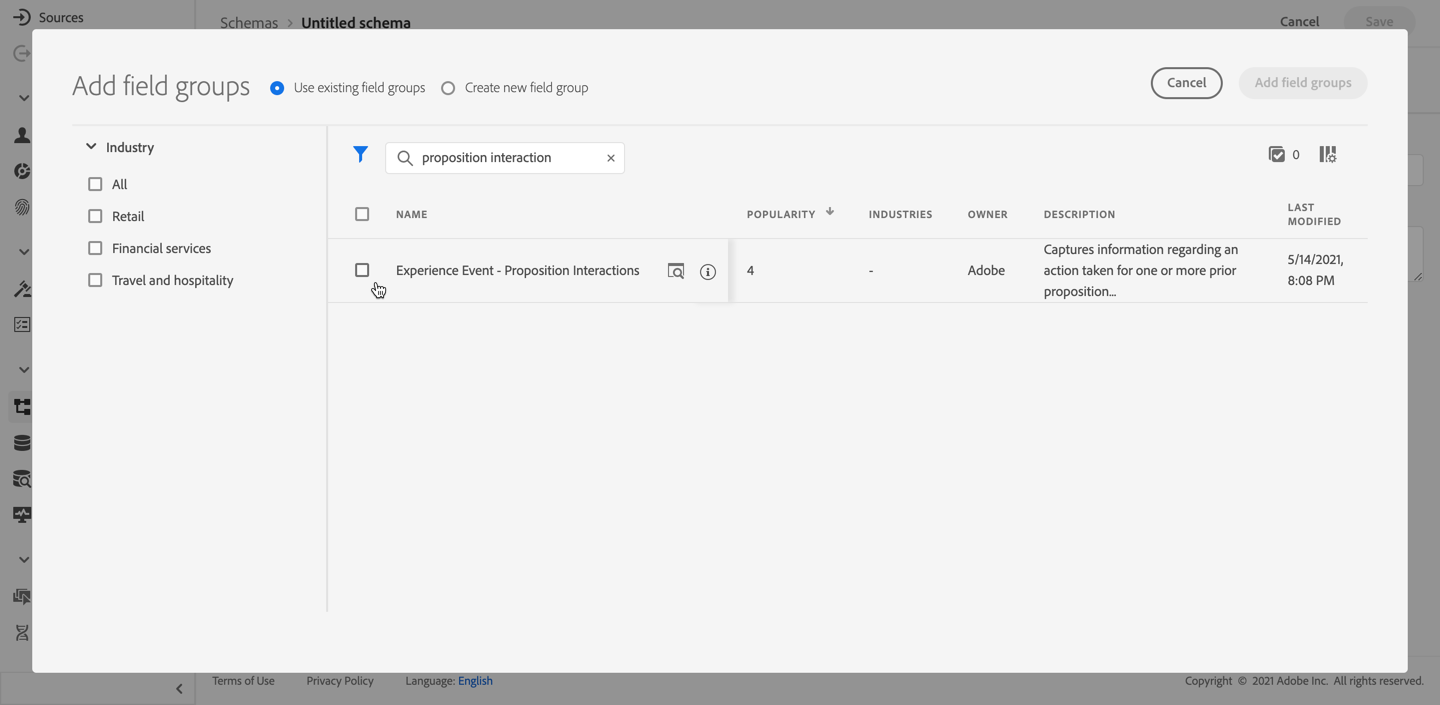 Sources
Schemas > Untitled schema
Cancel
Save
Add field groups
Use existing field groups
Create new field group
Cancel
Add field groups
Industry
All
Retail
Financial services
Travel and hospitality
proposition interaction
0
NAME
POPULARITY
INDUSTRIES
OWNER
DESCRIPTION
LAST
MODIFIED
Experience Event - Proposition Interactions
4
-
Adobe
Captures information regarding an
action taken for one or more prior
proposition...
5/14/2021,
8:08 PM
Terms of Use
Privacy Policy
Language: English
Copyright © 2021 Adobe Inc. All rights reserved.